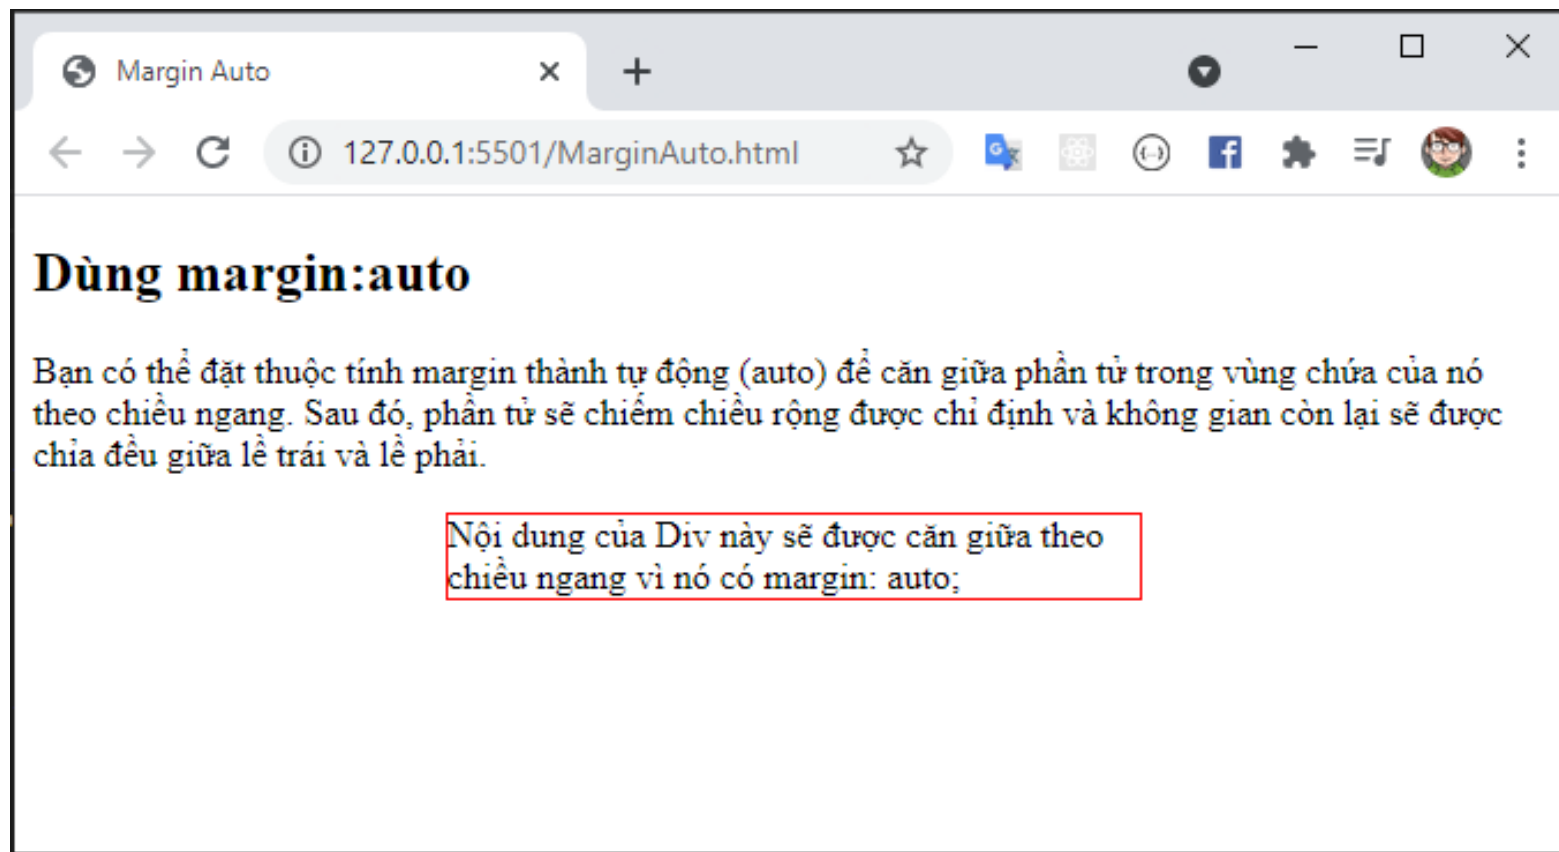 Margin Auto
127.0.0.1:5501/MarginAuto.html
Dùng margin:auto
Bạn có thể đặt thuộc tính margin thành tự động (auto) để căn giữa phần tử trong vùng chứa của nó
theo chiều ngang. Sau đó, phần tử sẽ chiếm chiều rộng được chỉ định và không gian còn lại sẽ được
chỉa đều giữa lề trái và lề phải.
Nội dung của Div này sẽ được căn giữa theo
chiều ngang vì nó có margin: auto;